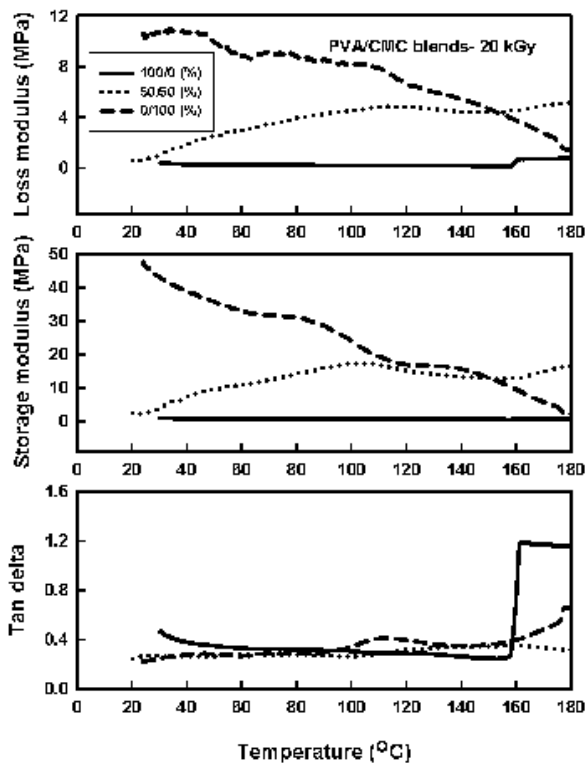 Loss modulus (MPa)
12
8
4
0
PVA/CMC blends- 20 kGy
100/0 (%)
50/50 (%)
0/100 (%)
0 20 40 60 80 100 120 140 160 180
Storage modulus (MPa)
50
40
30
20
10
0
0 20 40 60 80 100 120 140 160 180
Tan delta
1.6
1.2
0.8
0.4
0.0
0 20 40 60 80 100 120 140 160 180
Temperature (ºC)